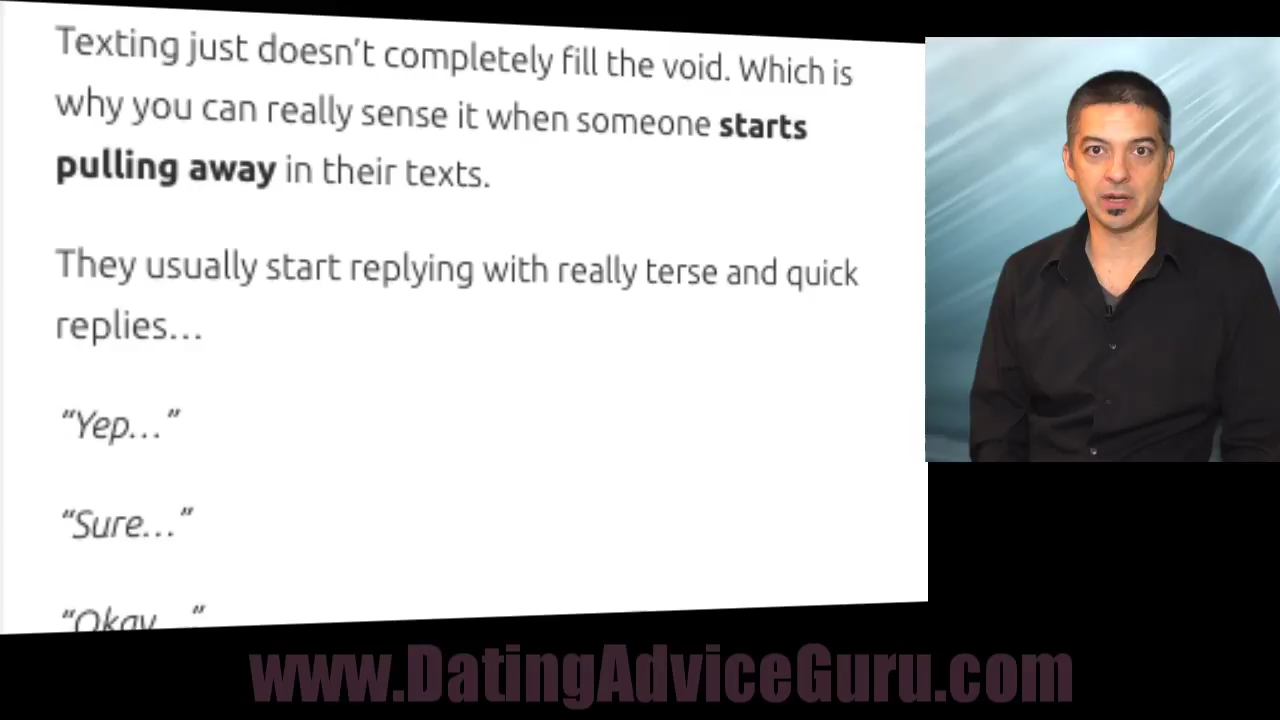 Texting just doesn’t completely fill the void. Which is
why you can really sense it when someone starts
pulling away in their texts.
They usually start replying with really terse and quick
replies…
“Yep…”
“Sure…”
“Okay…”
www.DatingAdviceGuru.com